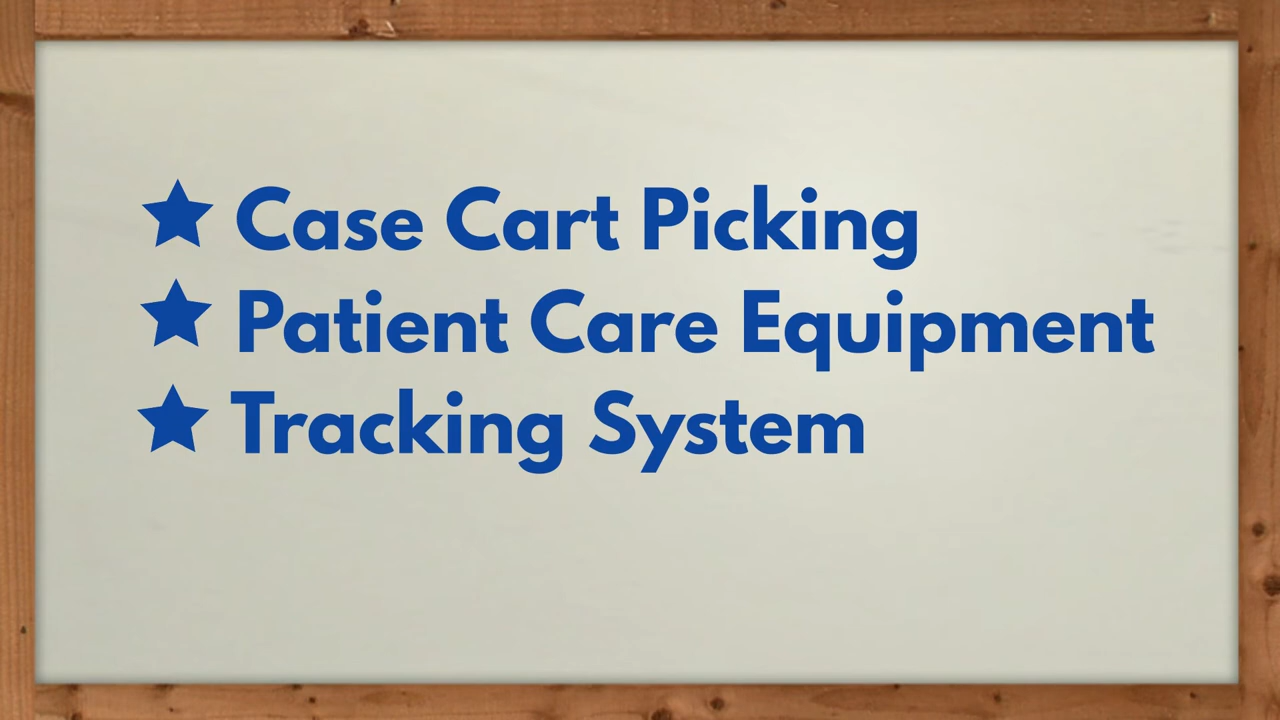 ★ Case Cart Picking
★ Patient Care Equipment
★ Tracking System